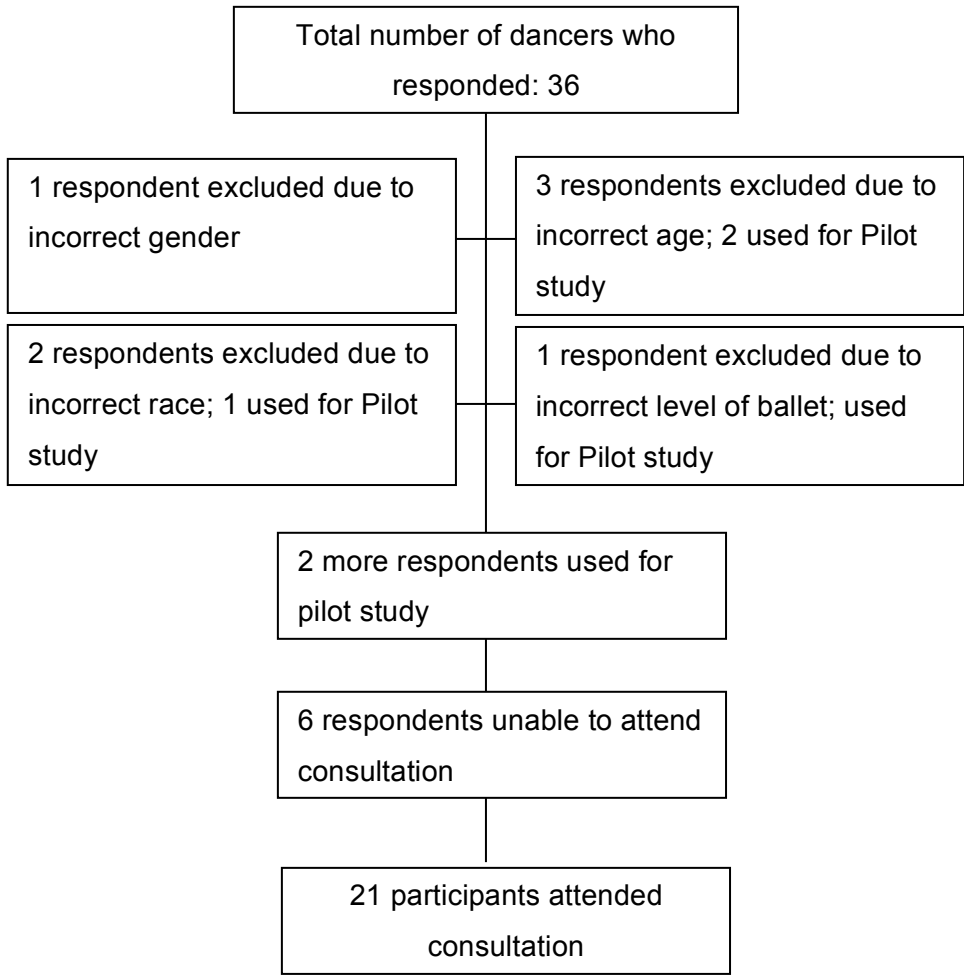 Total number of dancers who
responded: 36
1 respondent excluded due to
incorrect gender
3 respondents excluded due to
incorrect age; 2 used for Pilot
study
2 respondents excluded due to
incorrect race; 1 used for Pilot
study
1 respondent excluded due to
incorrect level of ballet; used
for Pilot study
2 more respondents used for
pilot study
6 respondents unable to attend
consultation
21 participants attended
consultation